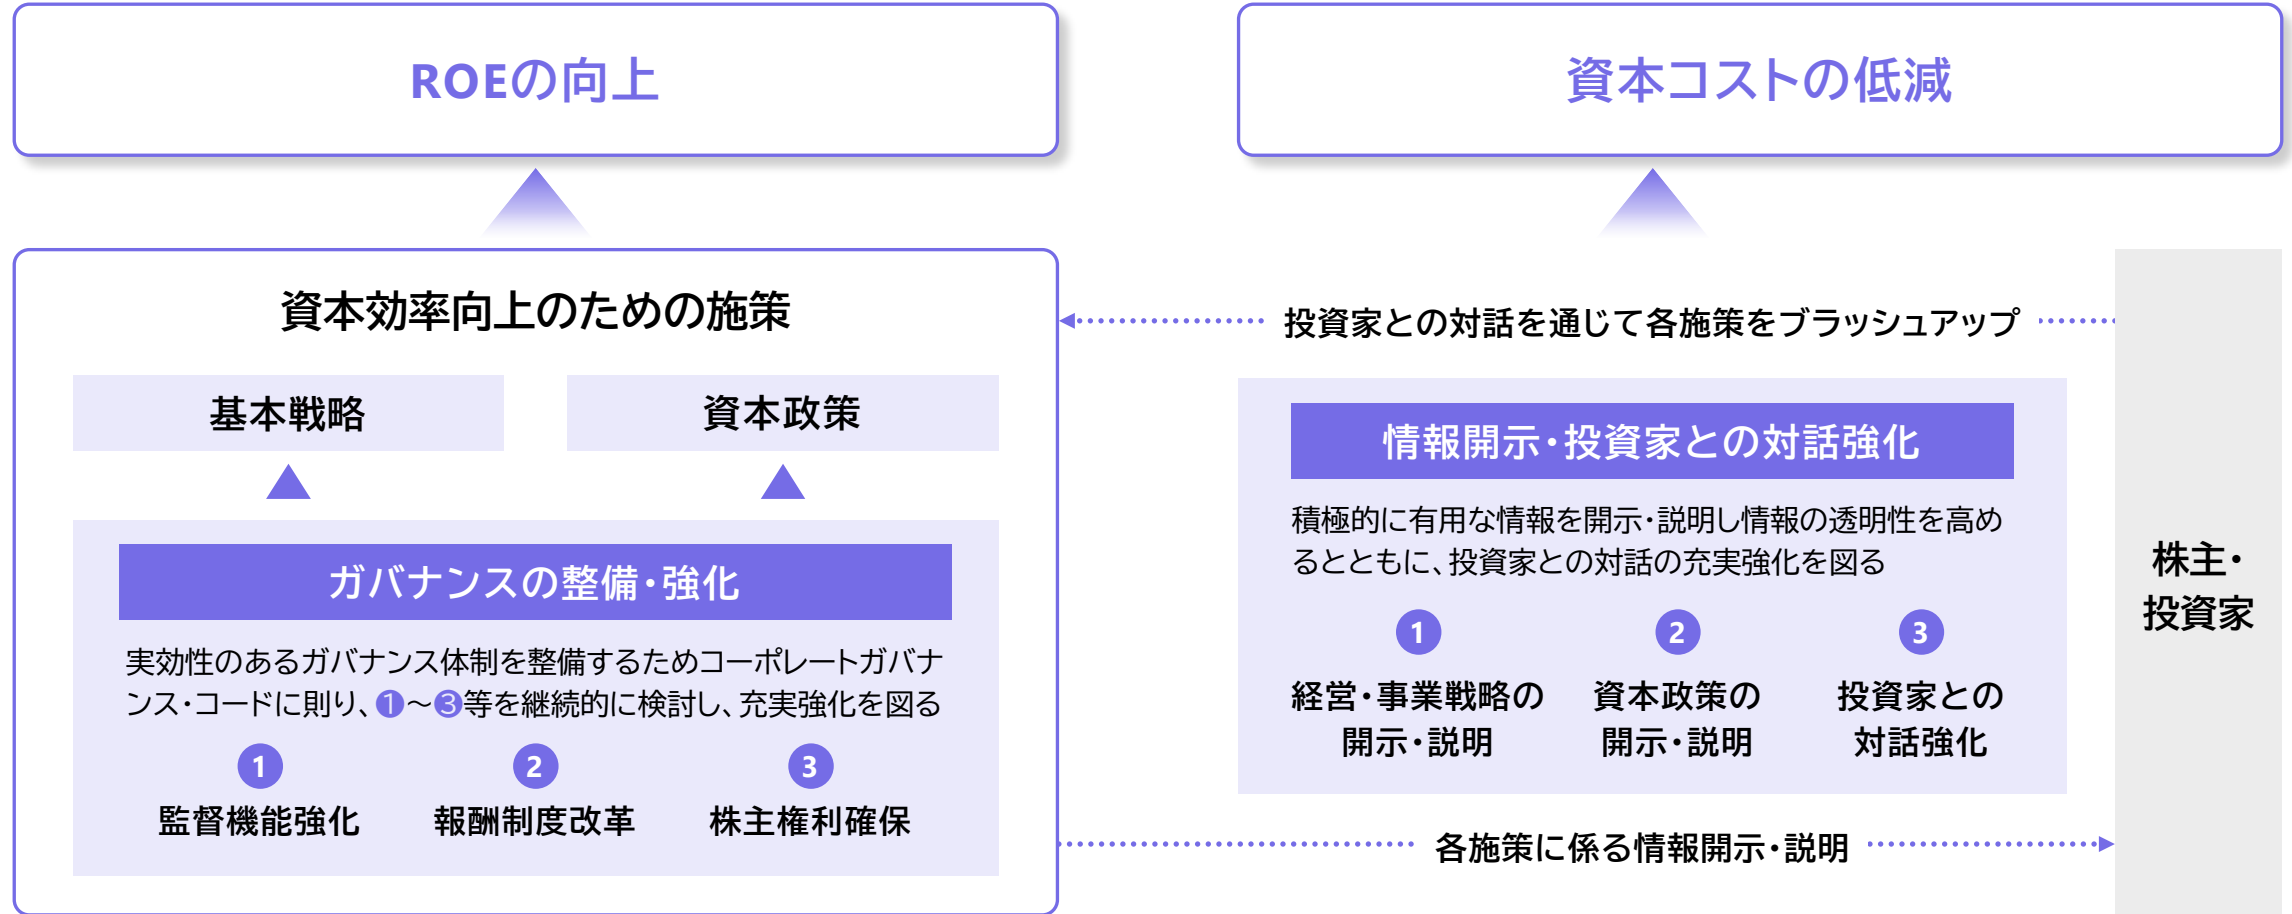 ROEの向上
資本コストの低減
資本効率向上のための施策
基本戦略
資本政策
ガバナンスの整備・強化
実効性のあるガバナンス体制を整備するためコーポレートガバナ
ンス・コードに則り、❶～❸等を継続的に検討し、充実強化を図る
1
監督機能強化
2
報酬制度改革
3
株主権利確保
投資家との対話を通じて各施策をブラッシュアップ
情報開示・投資家との対話強化
積極的に有用な情報を開示・説明し情報の透明性を高め
るとともに、投資家との対話の充実強化を図る
1
経営・事業戦略の
開示・説明
2
資本政策の
開示・説明
3
投資家との
対話強化
各施策に係る情報開示・説明
株主・
投資家